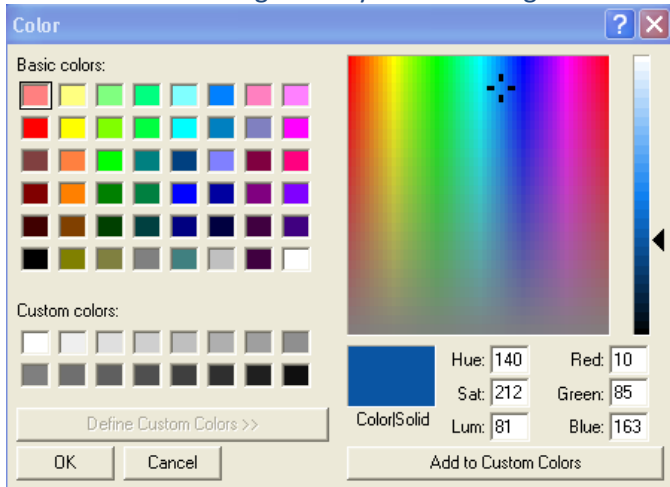 Color
Basic colors:
Custom colors:
Define Custom Colors >>
OK Cancel
Color|Solid
Hue: 140 Red: 10
Sat: 212 Green: 85
Lum: 81 Blue: 163
Add to Custom Colors